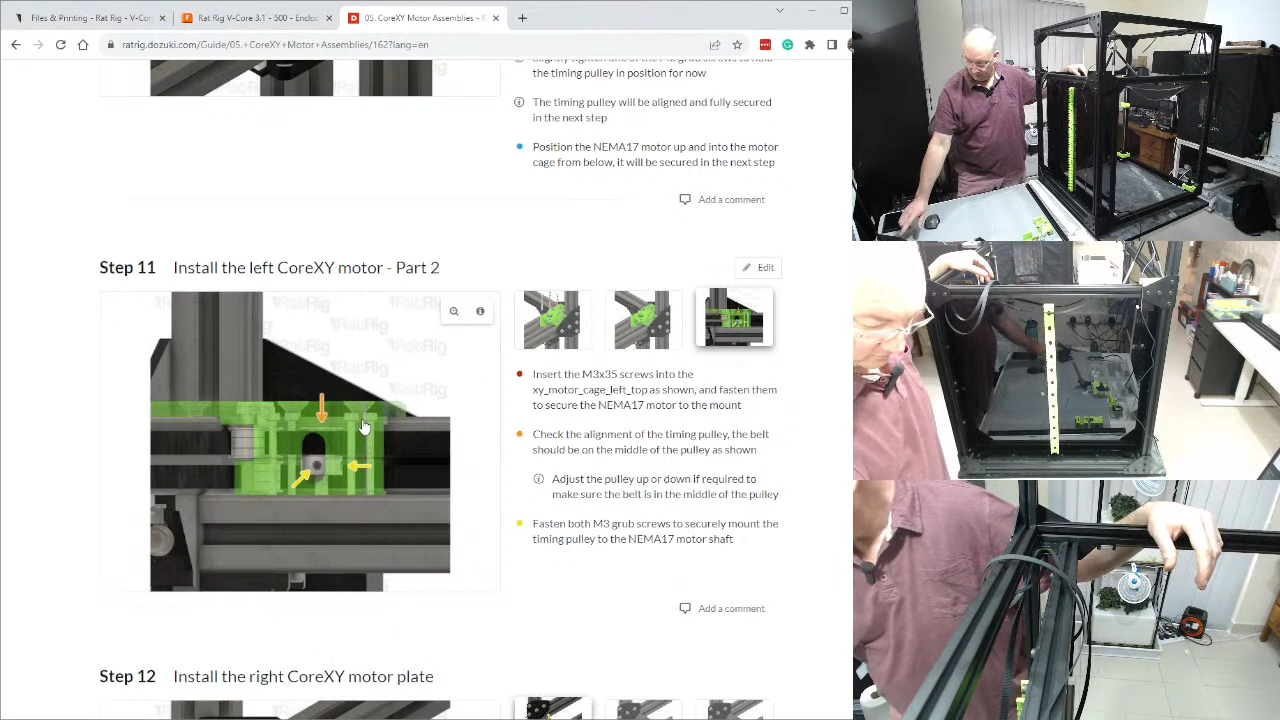 Files & Printing - Rat Rig V-Co
Rat Rig V-Core 3.1 - 500 - Enclos
05. CoreXY Motor Assemblies - R
ratrig.dozuki.com/Guide/05.+CoreXY+Motor+Assemblies/162?lang=en
the timing pulley in position for now
The timing pulley will be aligned and fully secured
in the next step
Position the NEMA17 motor up and into the motor
cage from below, it will be secured in the next step
Add a comment
Step 11 Install the left CoreXY motor - Part 2
Edit
Insert the M3x35 screws into the
xy_motor_cage_left_top as shown, and fasten them
to secure the NEMA17 motor to the mount
Check the alignment of the timing pulley, the belt
should be on the middle of the pulley as shown
Adjust the pulley up or down if required to
make sure the belt is in the middle of the pulley
Fasten both M3 grub screws to securely mount the
timing pulley to the NEMA17 motor shaft
Add a comment
Step 12 Install the right CoreXY motor plate